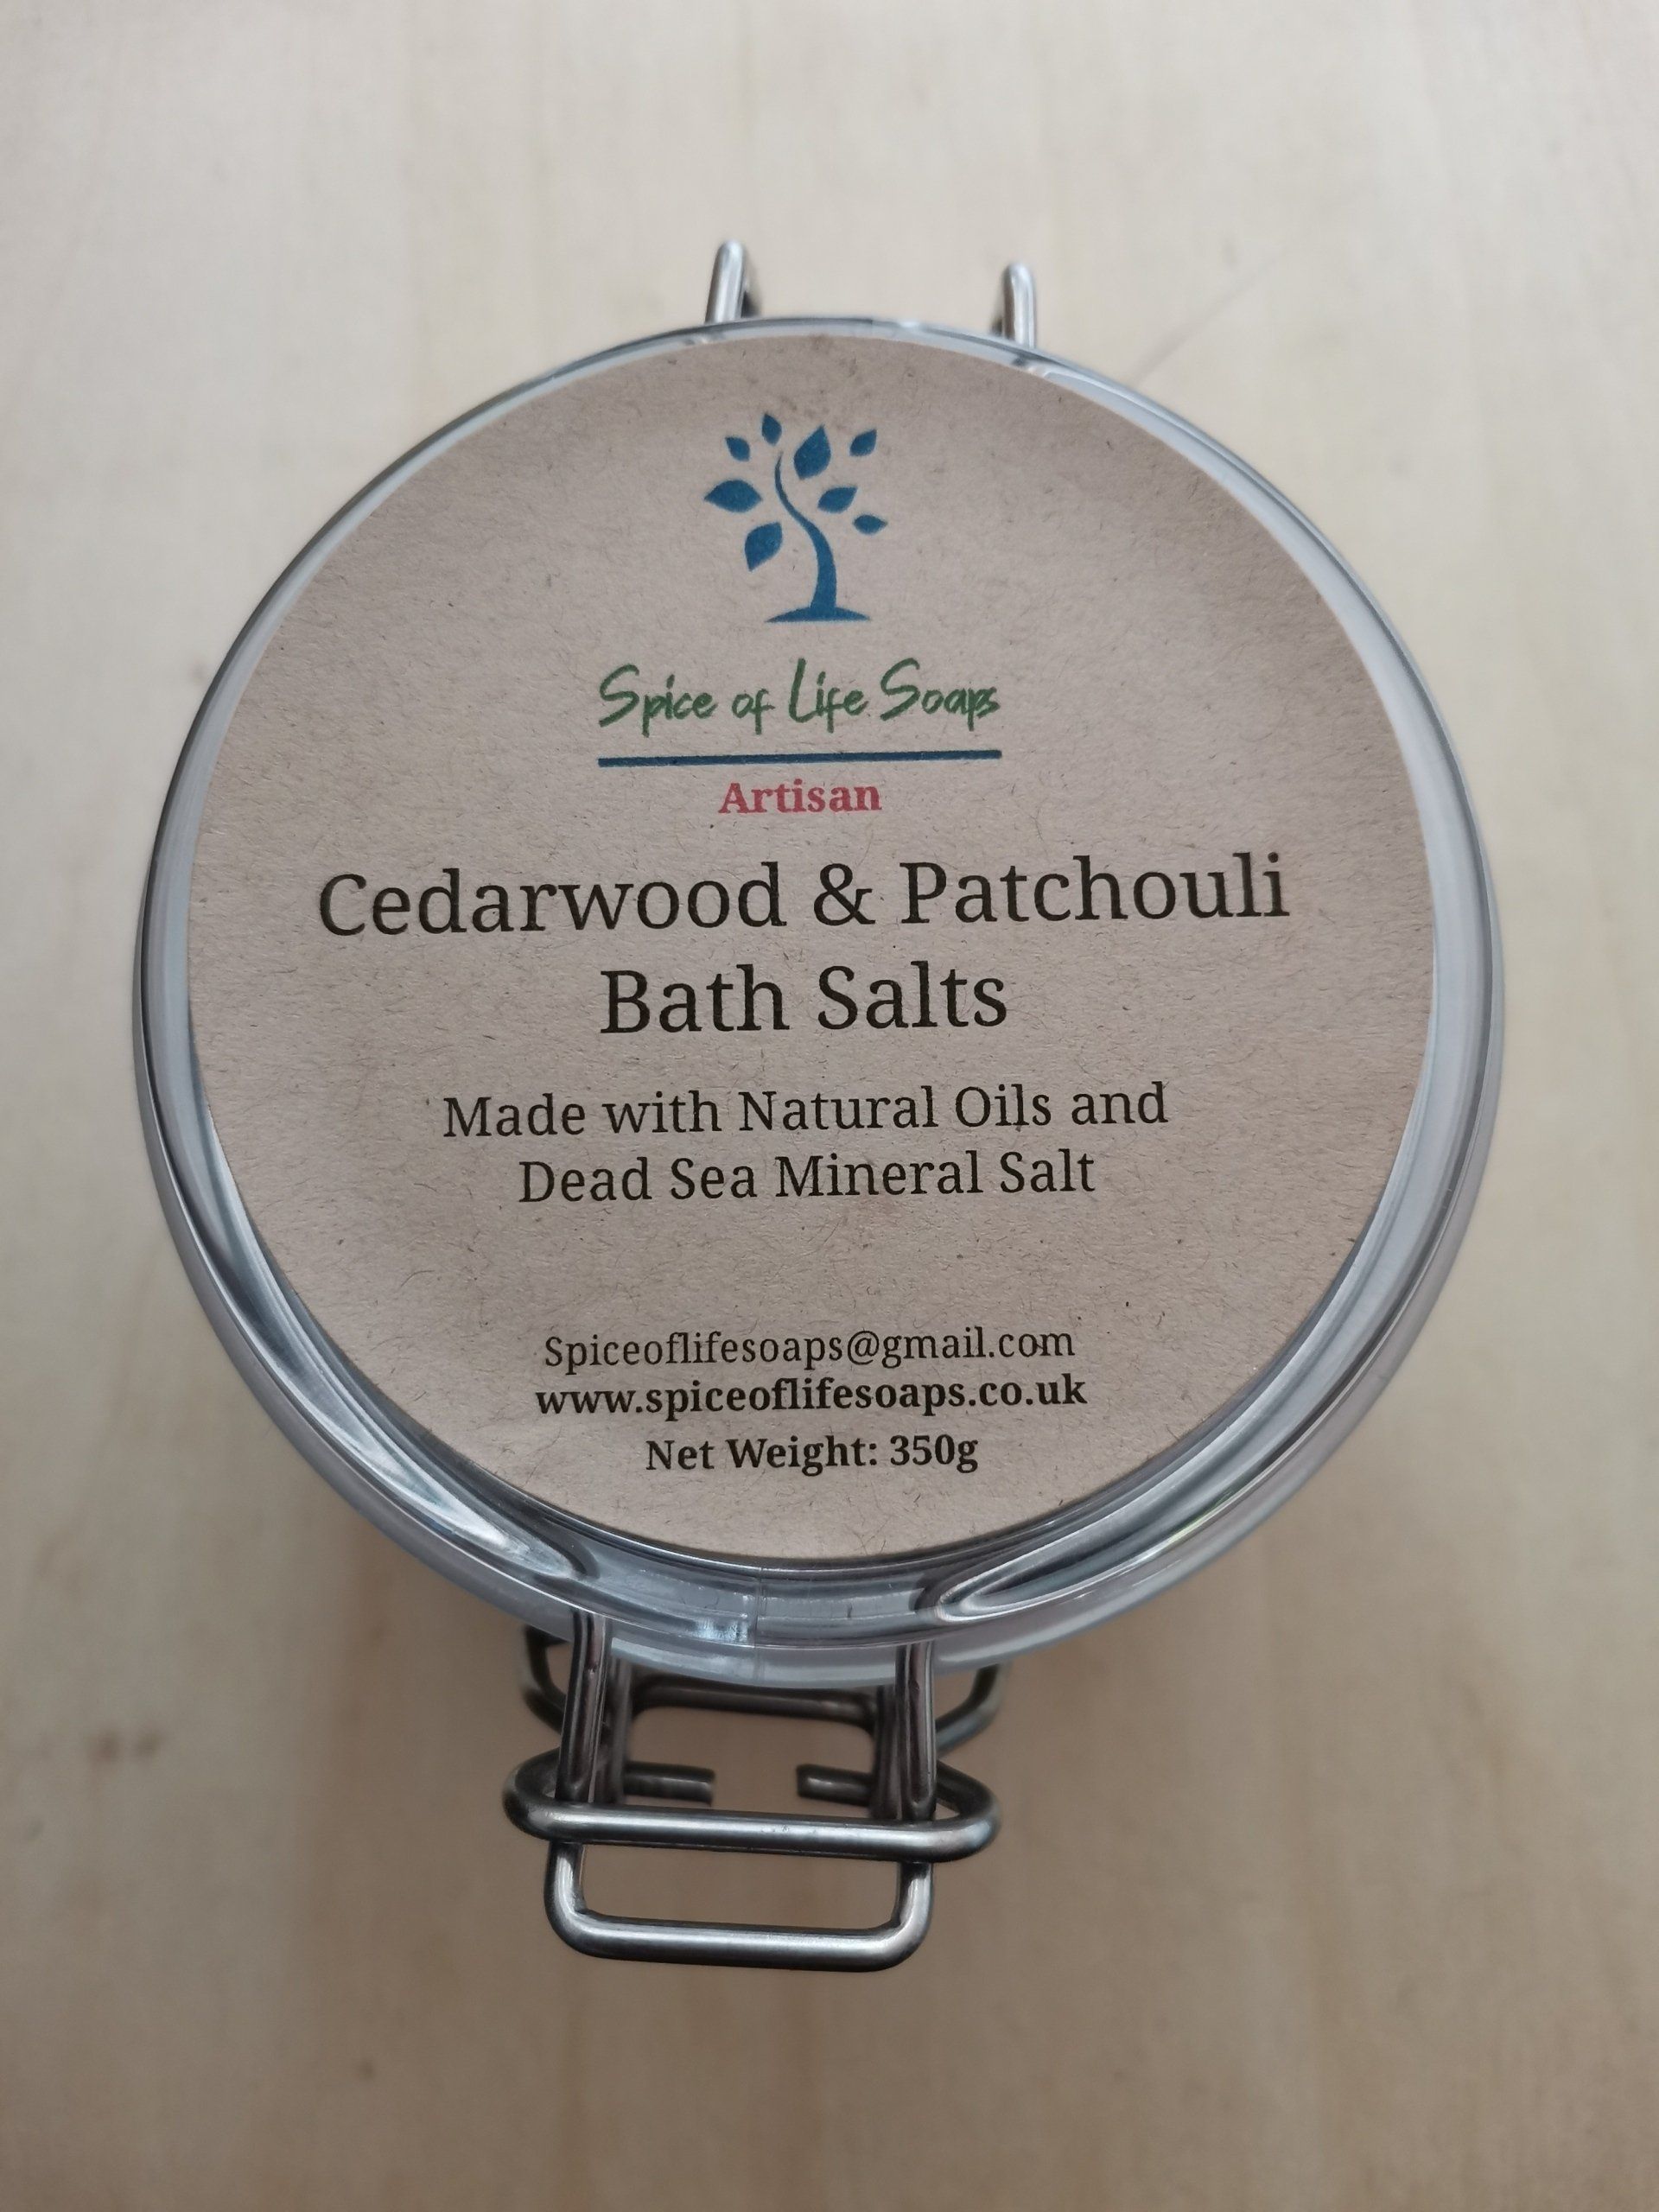 Spice of Life Soaps
Artisan
Cedarwood & Patchouli
Bath Salts
Made with Natural Oils and
Dead Sea Mineral Salt
Spiceoflifesoaps@gmail.com
www.spiceoflifesoaps.co.uk
Net Weight: 350g